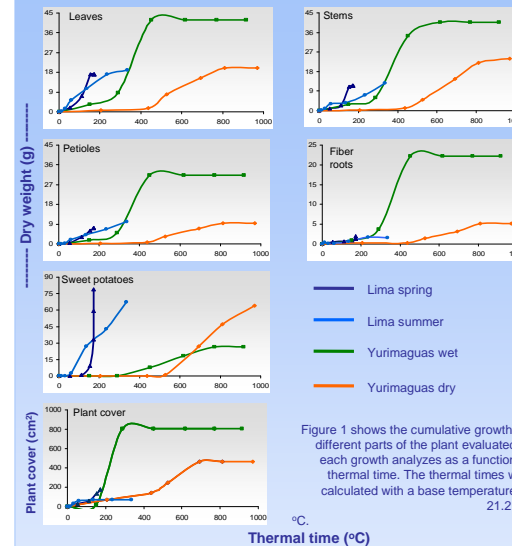 Leaves
45
36
27
18
9
0
0 200 400 600 800 1000
Stems
45
36
27
18
9
0
0 200 400 600 800 1000
Petioles
45
36
27
18
9
0
0 200 400 600 800 1000
Fiber
roots
25
20
15
10
5
0
0 200 400 600 800 1000
-------- Dry weight (g) --------
Sweet potatoes
90
75
60
45
30
15
0
0 200 400 600 800 1000
Lima spring
Lima summer
Yurimaguas wet
Yurimaguas dry
Plant cover
1000
800
600
400
200
0
0 200 400 600 800 1000
Plant cover (cm²)
Thermal time (ºC)
Figure 1 shows the cumulative growth
different parts of the plant evaluated
each growth analyzes as a function
thermal time. The thermal times
calculated with a base temperature
21.2
ºC.